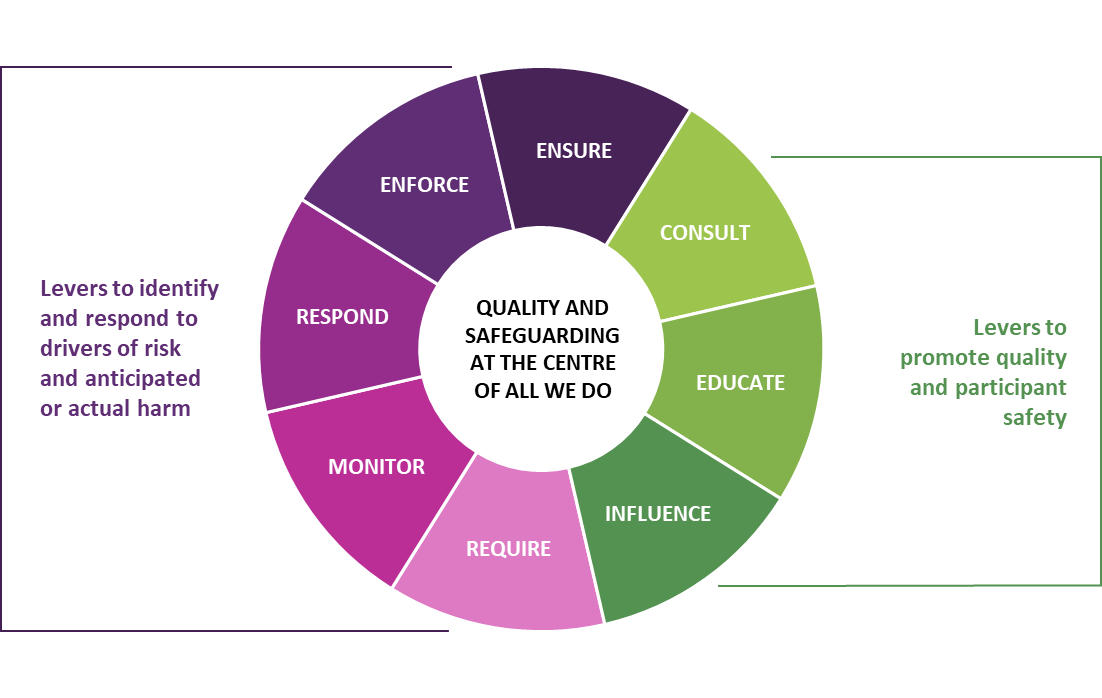 ENSURE
CONSULT
EDUCATE
INFLUENCE
REQUIRE
MONITOR
RESPOND
ENFORCE
QUALITY AND
SAFEGUARDING
AT THE CENTRE
OF ALL WE DO
Levers to identify
and respond to
drivers of risk
and anticipated
or actual harm
Levers to
promote quality
and participant
safety